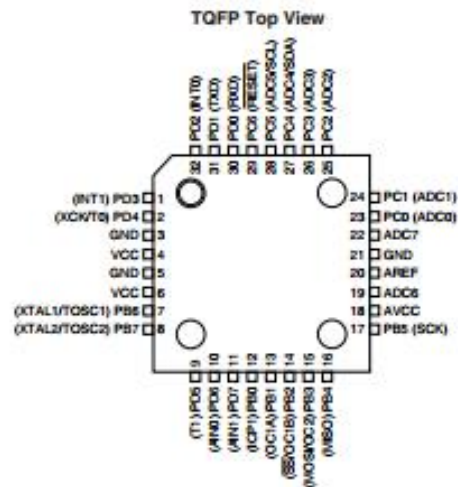 TQFP Top View
PD2 (INT0)
PD1 (TXD)
PD0 (RXD)
PC6 (RESET)
PC5 (ADC5/SCL)
PC4 (ADC4/SDA)
PC3 (ADC3)
PC2 (ADC2)
32
31
30
29
28
27
26
25
(INT1) PD3 1
(XCK/T0) PD4 2
GND 3
VCC 4
GND 5
VCC 6
(XTAL1/TOSC1) PB6 7
(XTAL2/TOSC2) PB7 8
24 PC1 (ADC1)
23 PC0 (ADC0)
22 ADC7
21 GND
20 AREF
19 ADC6
18 AVCC
17 PB5 (SCK)
9
10
11
12
13
14
15
16
(T1) PD5
(AIN0) PD6
(AIN1) PD7
(ICP1) PB0
(OC1A) PB1
(SS/OC1B) PB2
(MOSI/OC2) PB3
(MISO) PB4